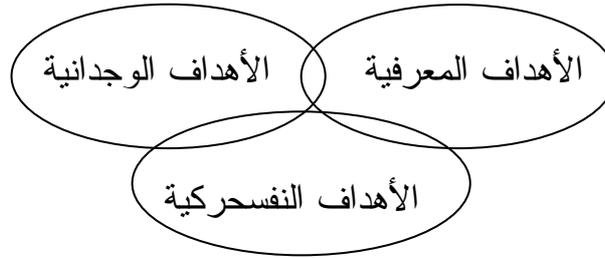 الأهداف المعرفية
الأهداف الوجدانية
الأهداف النفسحركية